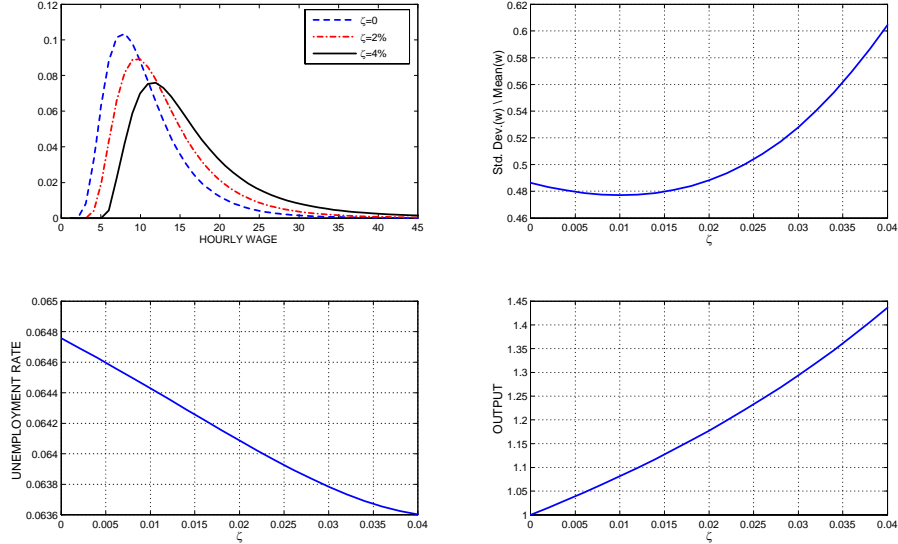 0.12
0.1
0.08
0.06
0.04
0.02
0
0 5 10 15 20 25 30 35 40 45
HOURLY WAGE
ζ=0
ζ=2%
ζ=4%
0.62
0.6
0.58
0.56
0.54
0.52
0.5
0.48
0.46
0 0.005 0.01 0.015 0.02 0.025 0.03 0.035 0.04
ζ
Std. Dev.(w) \ Mean(w)
0.065
0.0648
0.0646
0.0644
0.0642
0.064
0.0638
0.0636
0 0.005 0.01 0.015 0.02 0.025 0.03 0.035 0.04
ζ
UNEMPLOYMENT RATE
1.45
1.4
1.35
1.3
1.25
1.2
1.15
1.1
1.05
1
0 0.005 0.01 0.015 0.02 0.025 0.03 0.035 0.04
ζ
OUTPUT